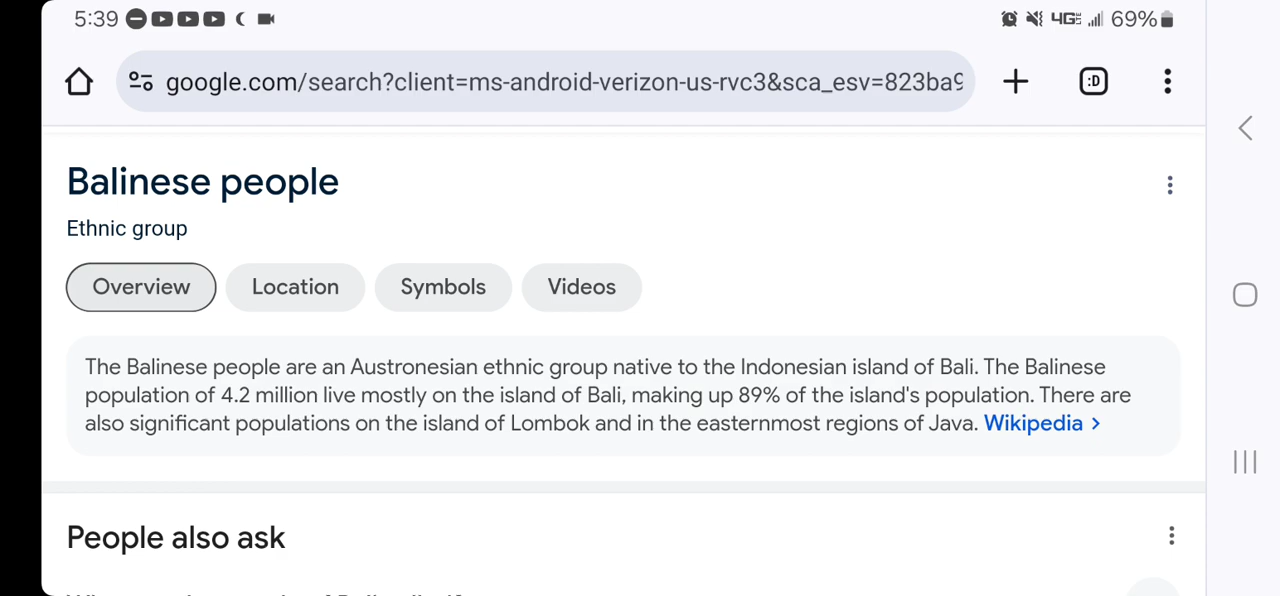 5:39 4GE 69%
google.com/search?client=ms-android-verizon-us-rvc3&sca_esv=823ba9
:D
Balinese people
Ethnic group
Overview Location Symbols Videos
The Balinese people are an Austronesian ethnic group native to the Indonesian island of Bali. The Balinese
population of 4.2 million live mostly on the island of Bali, making up 89% of the island's population. There are
also significant populations on the island of Lombok and in the easternmost regions of Java. Wikipedia >
People also ask